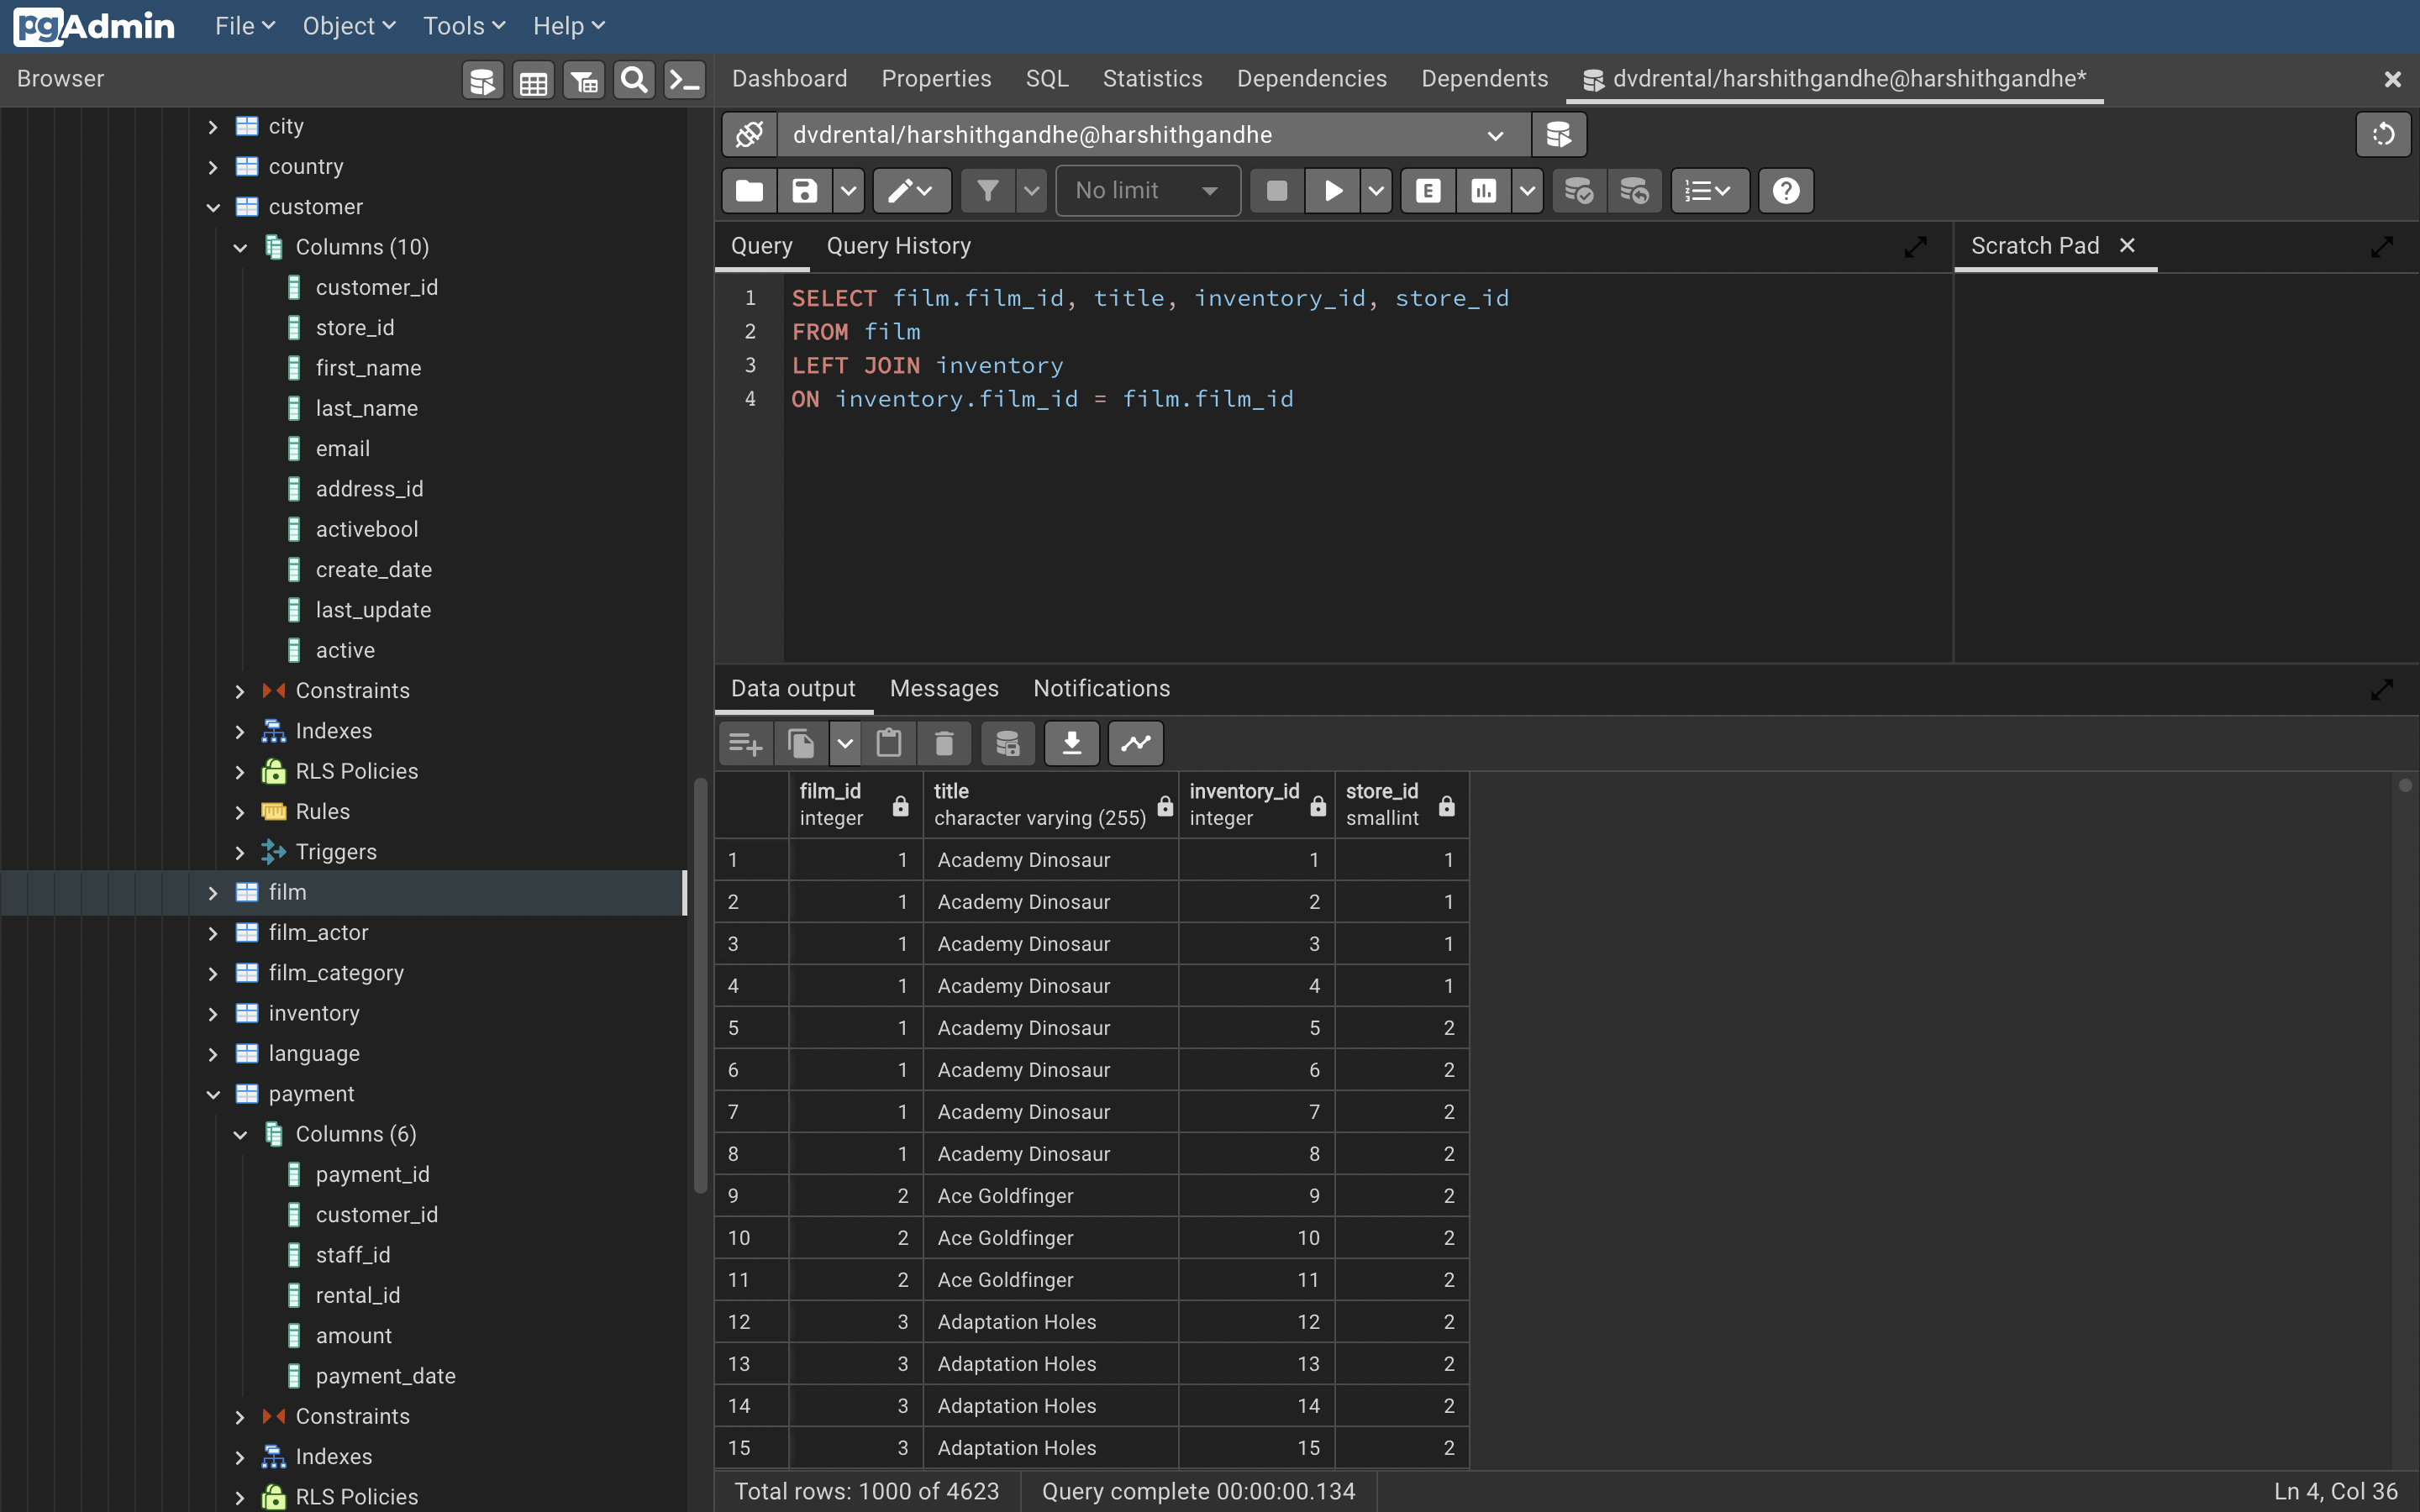 pgAdmin File Object Tools Help
Browser
Dashboard Properties SQL Statistics Dependencies Dependents dvdrental/harshithgandhe@harshithgandhe*
city
country
customer
Columns (10)
customer_id
store_id
first_name
last_name
email
address_id
activebool
create_date
last_update
active
Constraints
Indexes
RLS Policies
Rules
Triggers
film
film_actor
film_category
inventory
language
payment
Columns (6)
payment_id
customer_id
staff_id
rental_id
amount
payment_date
Constraints
Indexes
RLS Policies
dvdrental/harshithgandhe@harshithgandhe
No limit E
Query Query History
Scratch Pad
1 SELECT film.film_id, title, inventory_id, store_id
2 FROM film
3 LEFT JOIN inventory
4 ON inventory.film_id = film.film_id
Data output Messages Notifications
film_id title inventory_id store_id
integer character varying (255) integer smallint
1 1 Academy Dinosaur 1 1
2 1 Academy Dinosaur 2 1
3 1 Academy Dinosaur 3 1
4 1 Academy Dinosaur 4 1
5 1 Academy Dinosaur 5 2
6 1 Academy Dinosaur 6 2
7 1 Academy Dinosaur 7 2
8 1 Academy Dinosaur 8 2
9 2 Ace Goldfinger 9 2
10 2 Ace Goldfinger 10 2
11 2 Ace Goldfinger 11 2
12 3 Adaptation Holes 12 2
13 3 Adaptation Holes 13 2
14 3 Adaptation Holes 14 2
15 3 Adaptation Holes 15 2
Total rows: 1000 of 4623 Query complete 00:00:00.134 Ln 4, Col 36